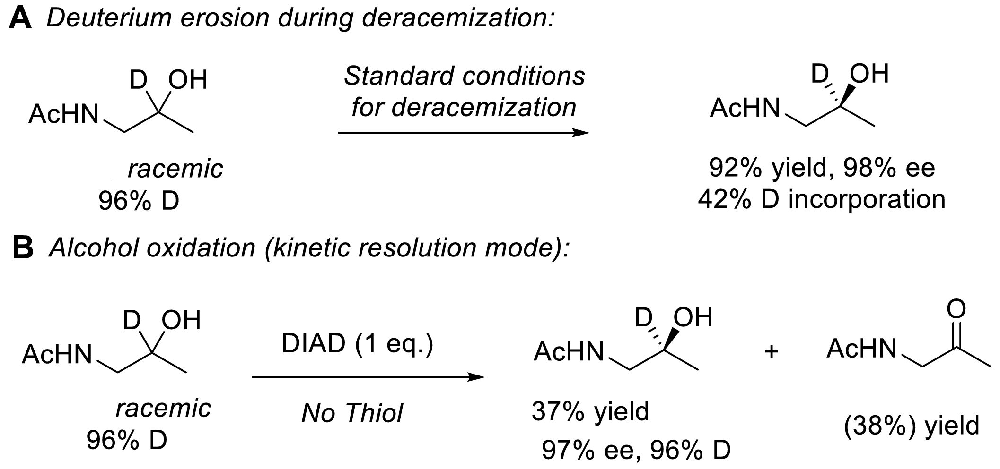 A Deuterium erosion during deracemization:
D OH
AcHN
racemic
96% D
Standard conditions
for deracemization
D OH
AcHN
92% yield, 98% ee
42% D incorporation
B Alcohol oxidation (kinetic resolution mode):
D OH
AcHN
racemic
96% D
DIAD (1 eq.)
No Thiol
D OH
AcHN
37% yield
97% ee, 96% D
+
O
AcHN
(38%) yield